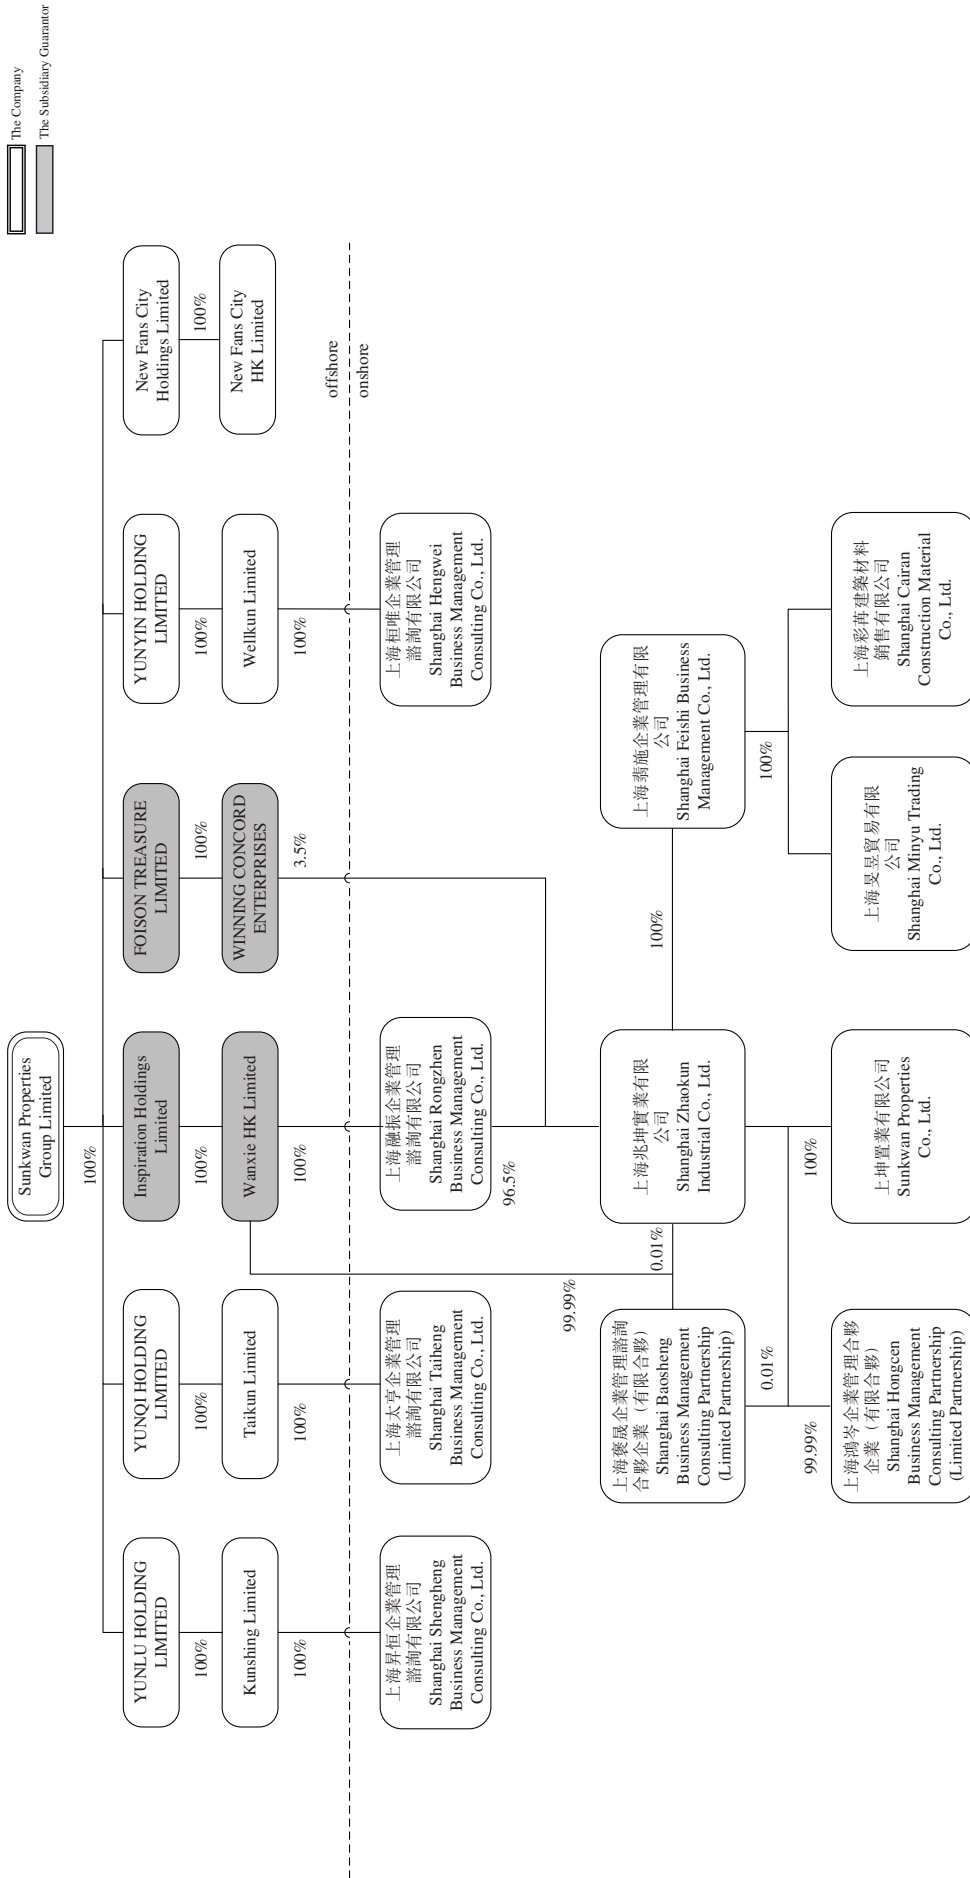 The Company
The Subsidiary Guarantor
Sunkwan Properties
Group Limited
100%
YUNLU HOLDING
LIMITED
YUNQI HOLDING
LIMITED
Inspiration Holdings
Limited
FOISON TREASURE
LIMITED
YUNYIN HOLDING
LIMITED
New Fans City
Holdings Limited
100%
100%
100%
100%
100%
100%
Kunshing Limited
Taikun Limited
Wanxie HK Limited
WINNING CONCORD
ENTERPRISES
Wellkun Limited
New Fans City
HK Limited
100%
100%
100%
3.5%
100%
offshore
onshore
上海昇恒企業管理
諮詢有限公司
Shanghai Shengheng
Business Management
Consulting Co., Ltd.
上海太亨企業管理
諮詢有限公司
Shanghai Taiheng
Business Management
Consulting Co., Ltd.
上海融振企業管理
諮詢有限公司
Shanghai Rongzhen
Business Management
Consulting Co., Ltd.
上海桓唯企業管理
諮詢有限公司
Shanghai Hengwei
Business Management
Consulting Co., Ltd.
96.5%
99.99%
上海褒晟企業管理諮詢
合夥企業（有限合夥）
Shanghai Baosheng
Business Management
Consulting Partnership
(Limited Partnership)
0.01%
上海兆坤實業有限
公司
Shanghai Zhaokun
Industrial Co., Ltd.
100%
上海翡施企業管理有限
公司
Shanghai Feishi Business
Management Co., Ltd.
99.99%
0.01%
100%
100%
上海鴻岑企業管理合夥
企業（有限合夥）
Shanghai Hongcen
Business Management
Consulting Partnership
(Limited Partnership)
上坤置業有限公司
Sunkwan Properties
Co., Ltd.
上海旻昱貿易有限
公司
Shanghai Minyu Trading
Co., Ltd.
上海彩苒建築材料
銷售有限公司
Shanghai Cairan
Construction Material
Co., Ltd.